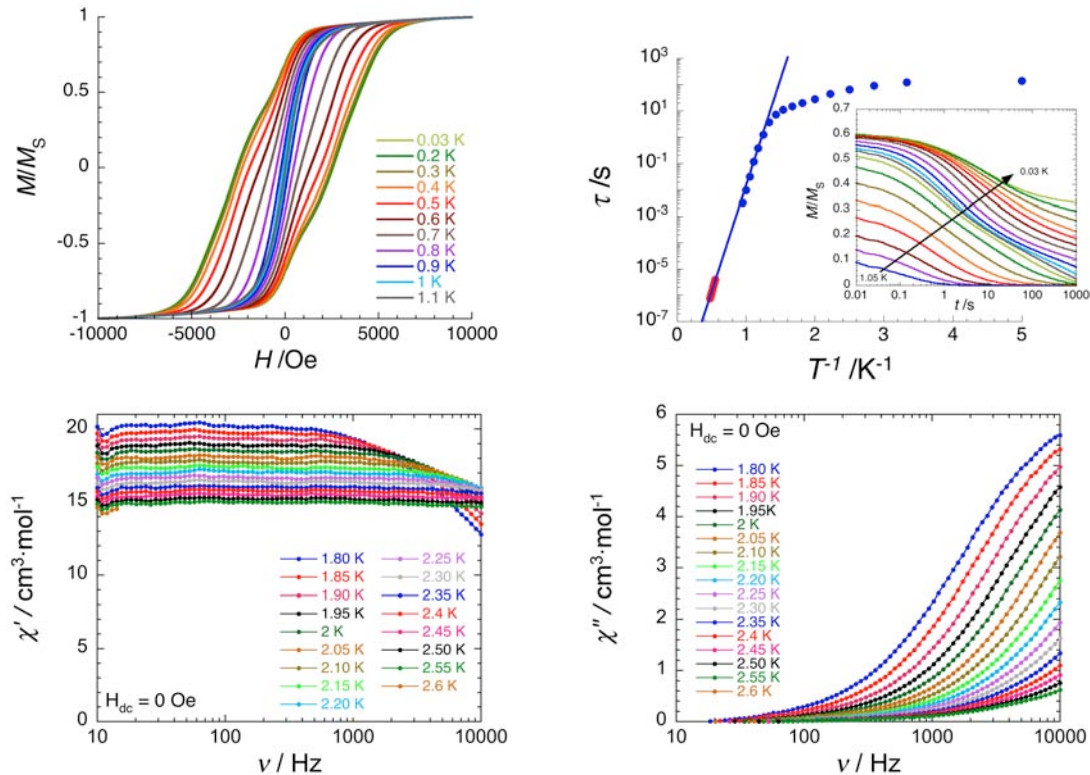 M/M_S
1
0.5
0
-0.5
-1
-10000 -5000 0 5000 10000
H /Oe
0.03 K
0.2 K
0.3 K
0.4 K
0.5 K
0.6 K
0.7 K
0.8 K
0.9 K
1 K
1.1 K
τ /s
10^3
10^1
10^-1
10^-3
10^-5
10^-7
0 1 2 3 4 5
T^-1 /K^-1
M/M_S
0.7
0.6
0.5
0.4
0.3
0.2
0.1
0
0.01 0.1 1 10 100 1000
t /s
0.03 K
1.05 K
χ' / cm³·mol⁻¹
20
15
10
5
0
10 100 1000 10000
ν / Hz
H_dc = 0 Oe
1.80 K
1.85 K
1.90 K
1.95 K
2 K
2.05 K
2.10 K
2.15 K
2.20 K
2.25 K
2.30 K
2.35 K
2.4 K
2.45 K
2.50 K
2.55 K
2.6 K
χ" / cm³·mol⁻¹
6
5
4
3
2
1
0
10 100 1000 10000
ν / Hz
H_dc = 0 Oe
1.80 K
1.85 K
1.90 K
1.95K
2 K
2.05 K
2.10 K
2.15 K
2.20 K
2.25 K
2.30 K
2.35 K
2.4 K
2.45 K
2.50 K
2.55 K
2.6 K